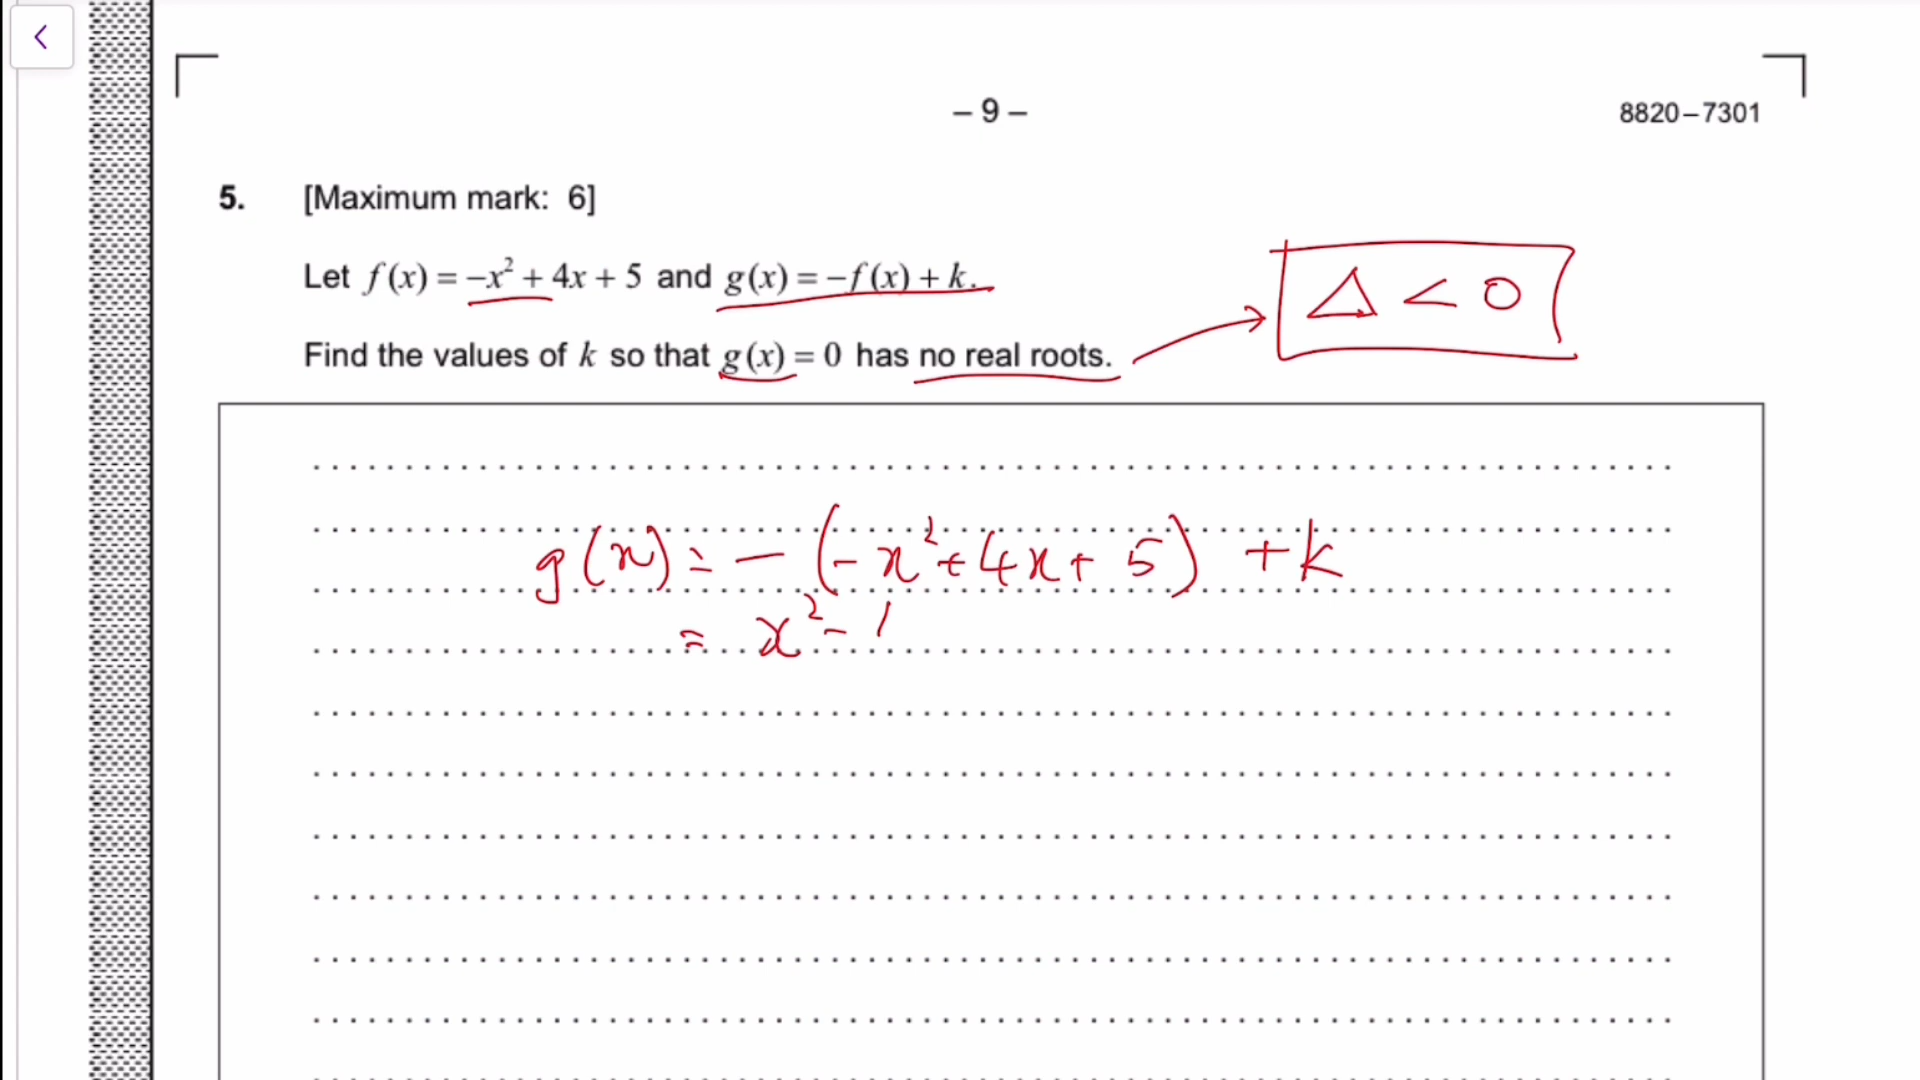 – 9 –
8820–7301
5. [Maximum mark: 6]
Let f(x) = −x² + 4x + 5 and g(x) = −f(x) + k.
Δ < 0
Find the values of k so that g(x) = 0 has no real roots.
g(x) = − (−x² + 4x + 5) + k
= x² −